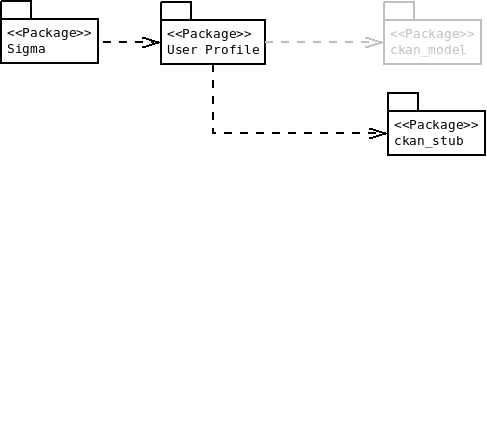 <<Package>>
Sigma
<<Package>>
User Profile
<<Package>>
ckan_model
<<Package>>
ckan_stub